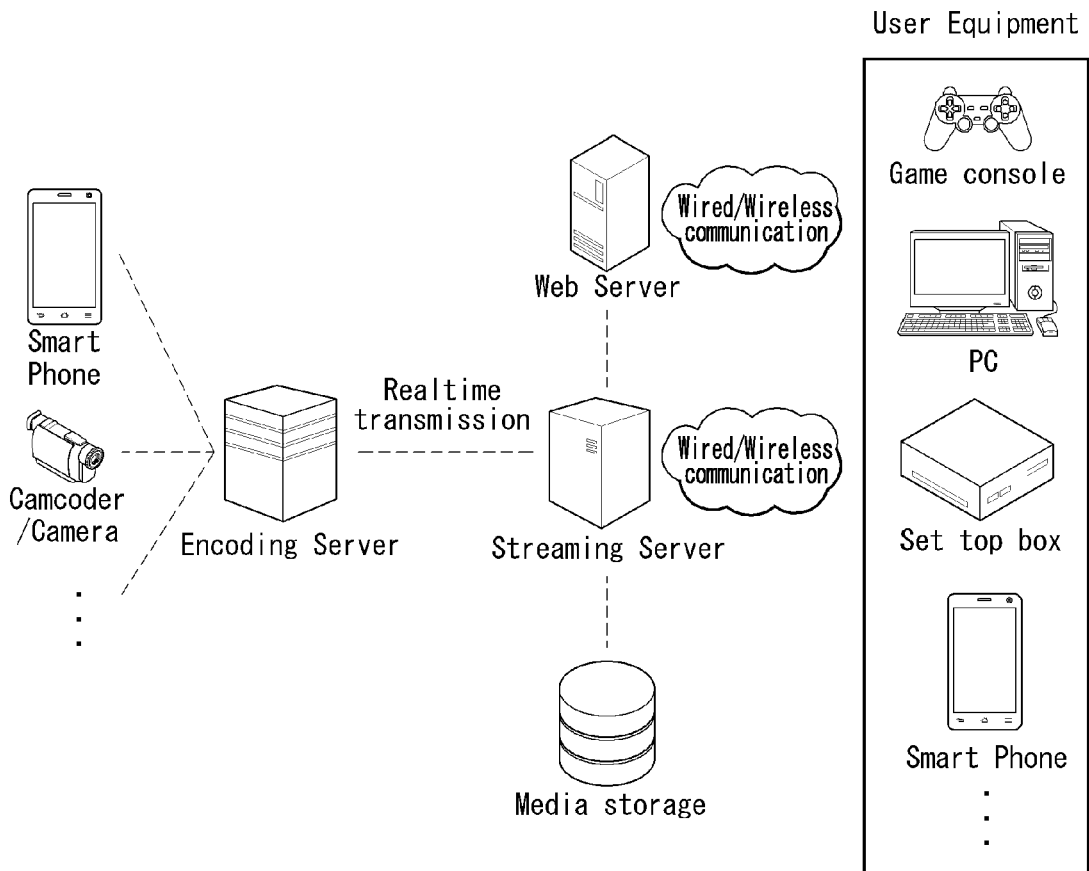 User Equipment
Game console
Wired/Wireless
communication
Web Server
Smart
Phone
PC
Realtime
transmission
Wired/Wireless
communication
Camcoder
/Camera
Encoding Server
Streaming Server
Set top box
Smart Phone
Media storage